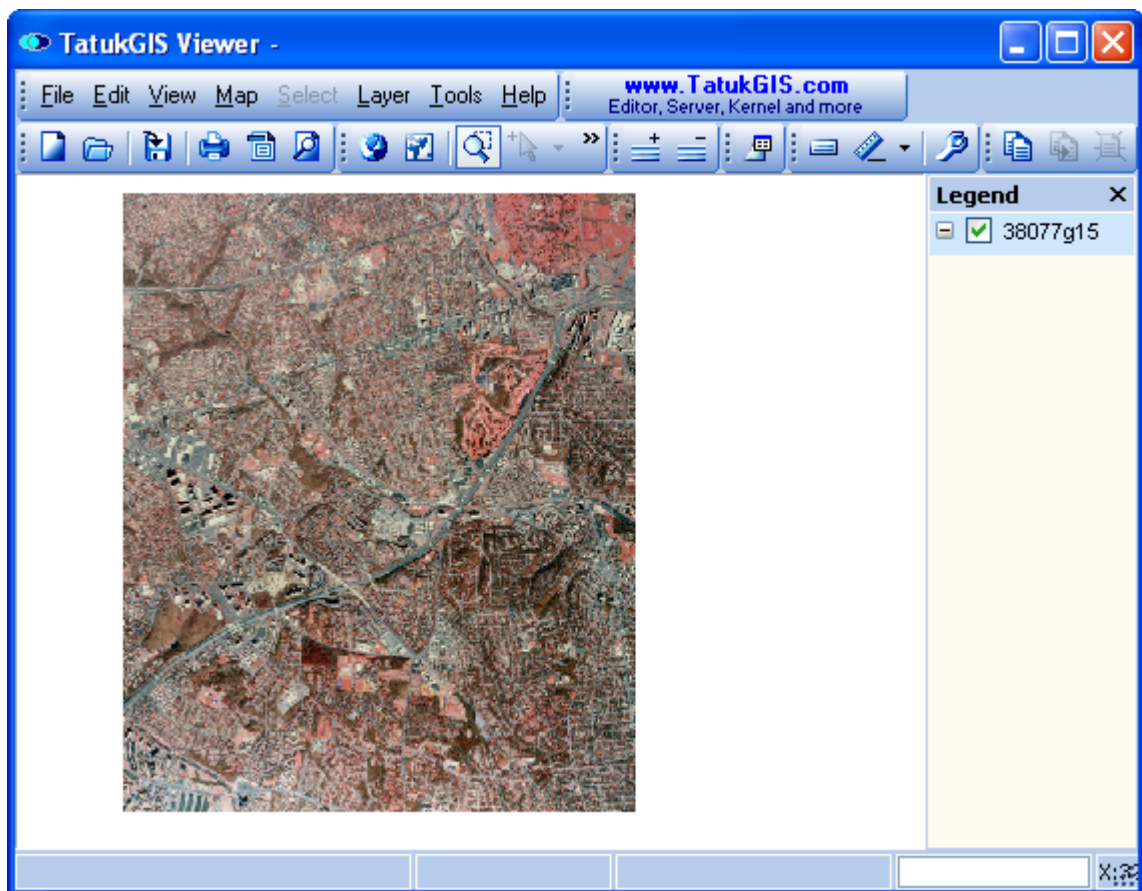 TatukGIS Viewer -
File Edit View Map Select Layer Tools Help
www.TatukGIS.com
Editor, Server, Kernel and more
Legend
38077g15